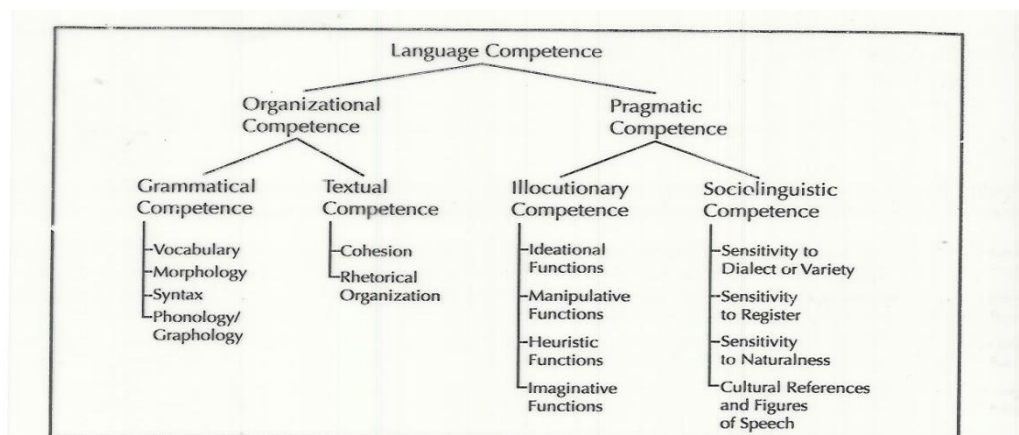 Language Competence
Organizational
Competence
Pragmatic
Competence
Grammatical
Competence
Textual
Competence
Illocutionary
Competence
Sociolinguistic
Competence
Vocabulary
Morphology
Syntax
Phonology/
Graphology
Cohesion
Rhetorical
Organization
Ideational
Functions
Manipulative
Functions
Heuristic
Functions
Imaginative
Functions
Sensitivity to
Dialect or Variety
Sensitivity
to Register
Sensitivity
to Naturalness
Cultural References
and Figures
of Speech